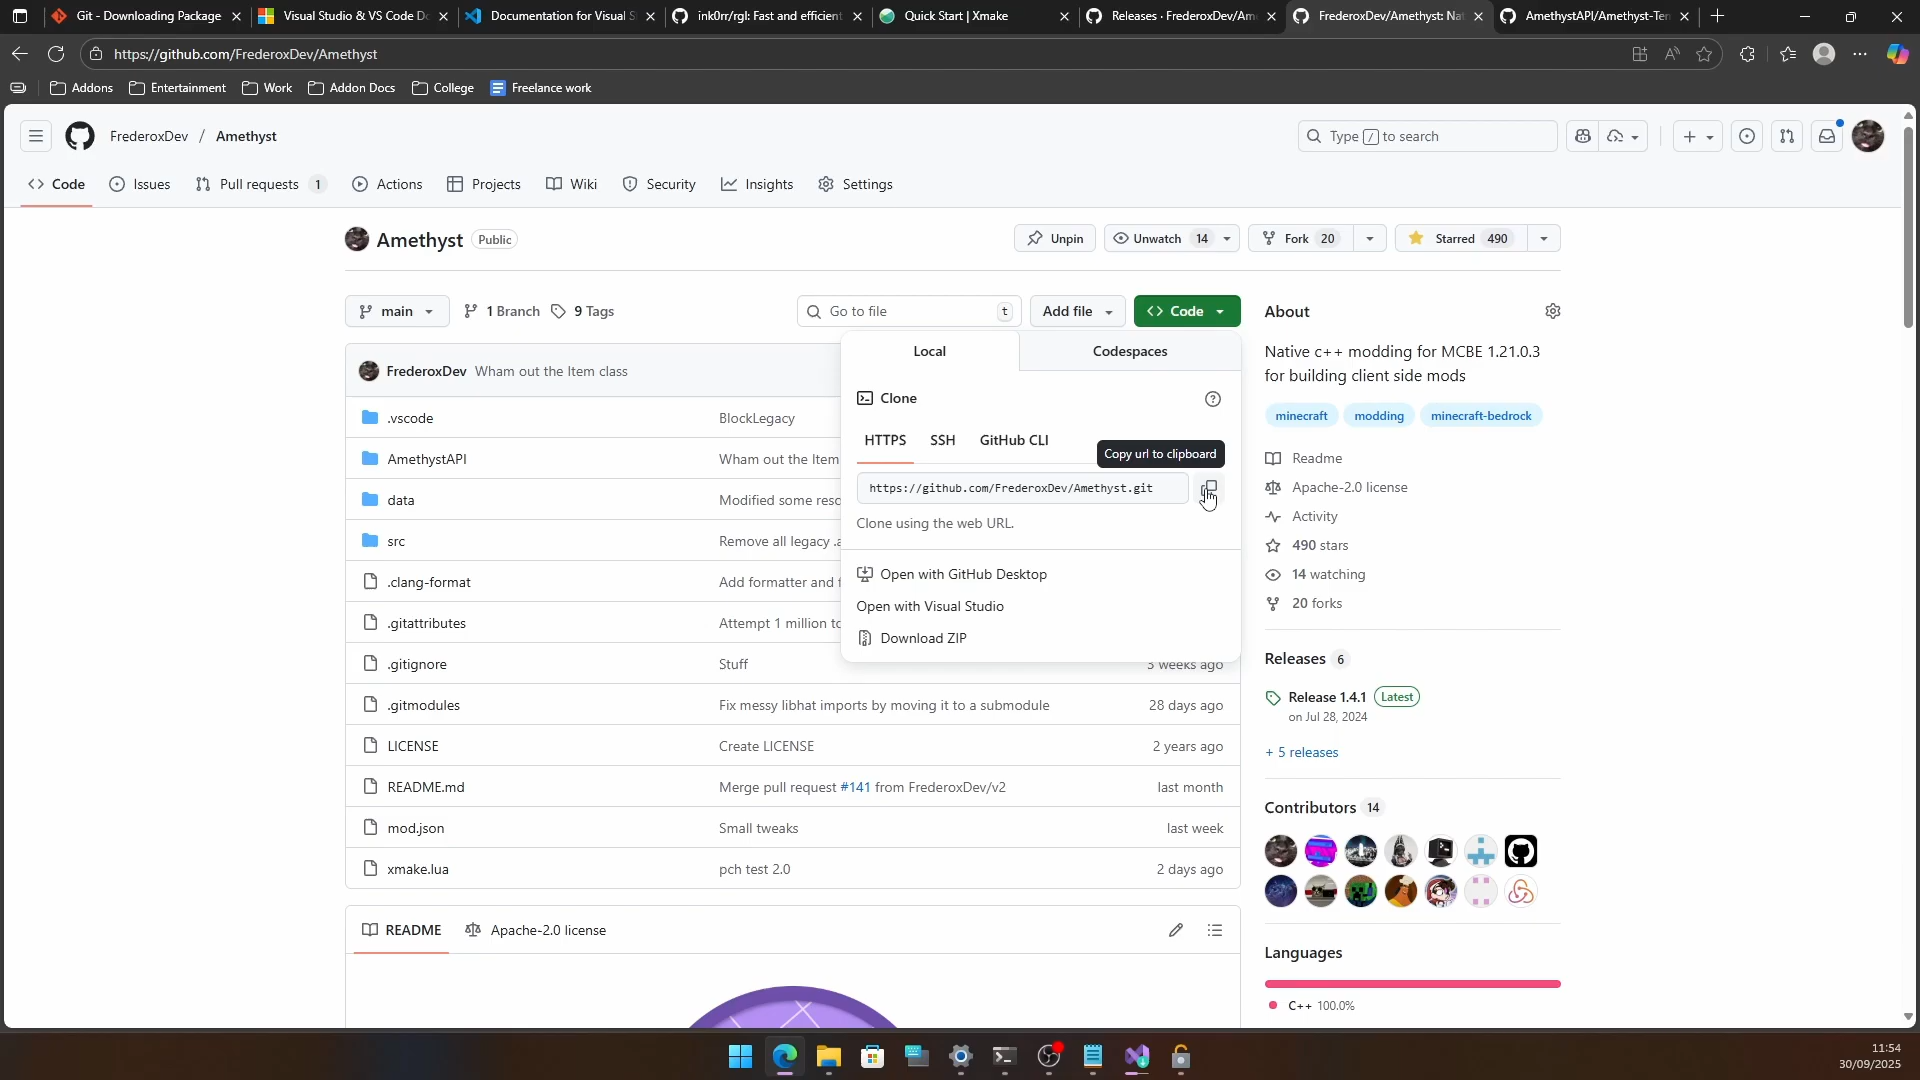 Git - Downloading Package
Visual Studio & VS Code Do
Documentation for Visual S
ink0rr/rgl: Fast and efficient
Quick Start | Xmake
Releases · FrederoxDev/Am
FrederoxDev/Amethyst: Nat
AmethystAPI/Amethyst-Tem
https://github.com/FrederoxDev/Amethyst
Addons
Entertainment
Work
Addon Docs
College
Freelance work
FrederoxDev / Amethyst
Type / to search
Code
Issues
Pull requests 1
Actions
Projects
Wiki
Security
Insights
Settings
Amethyst Public
Unpin
Unwatch 14
Fork 20
Starred 490
main
1 Branch
9 Tags
Go to file t
Add file
Code
Local
Codespaces
Clone
HTTPS
SSH
GitHub CLI
Copy url to clipboard
https://github.com/FrederoxDev/Amethyst.git
Clone using the web URL.
Open with GitHub Desktop
Open with Visual Studio
Download ZIP
FrederoxDev Wham out the Item class
.vscode BlockLegacy
AmethystAPI Wham out the Item
data Modified some reso
src Remove all legacy .a
.clang-format Add formatter and f
.gitattributes Attempt 1 million to
.gitignore Stuff 3 weeks ago
.gitmodules Fix messy libhat imports by moving it to a submodule 28 days ago
LICENSE Create LICENSE 2 years ago
README.md Merge pull request #141 from FrederoxDev/v2 last month
mod.json Small tweaks last week
xmake.lua pch test 2.0 2 days ago
README
Apache-2.0 license
About
Native c++ modding for MCBE 1.21.0.3
for building client side mods
minecraft modding minecraft-bedrock
Readme
Apache-2.0 license
Activity
490 stars
14 watching
20 forks
Releases 6
Release 1.4.1 Latest
on Jul 28, 2024
+ 5 releases
Contributors 14
Languages
C++ 100.0%
11:54
30/09/2025